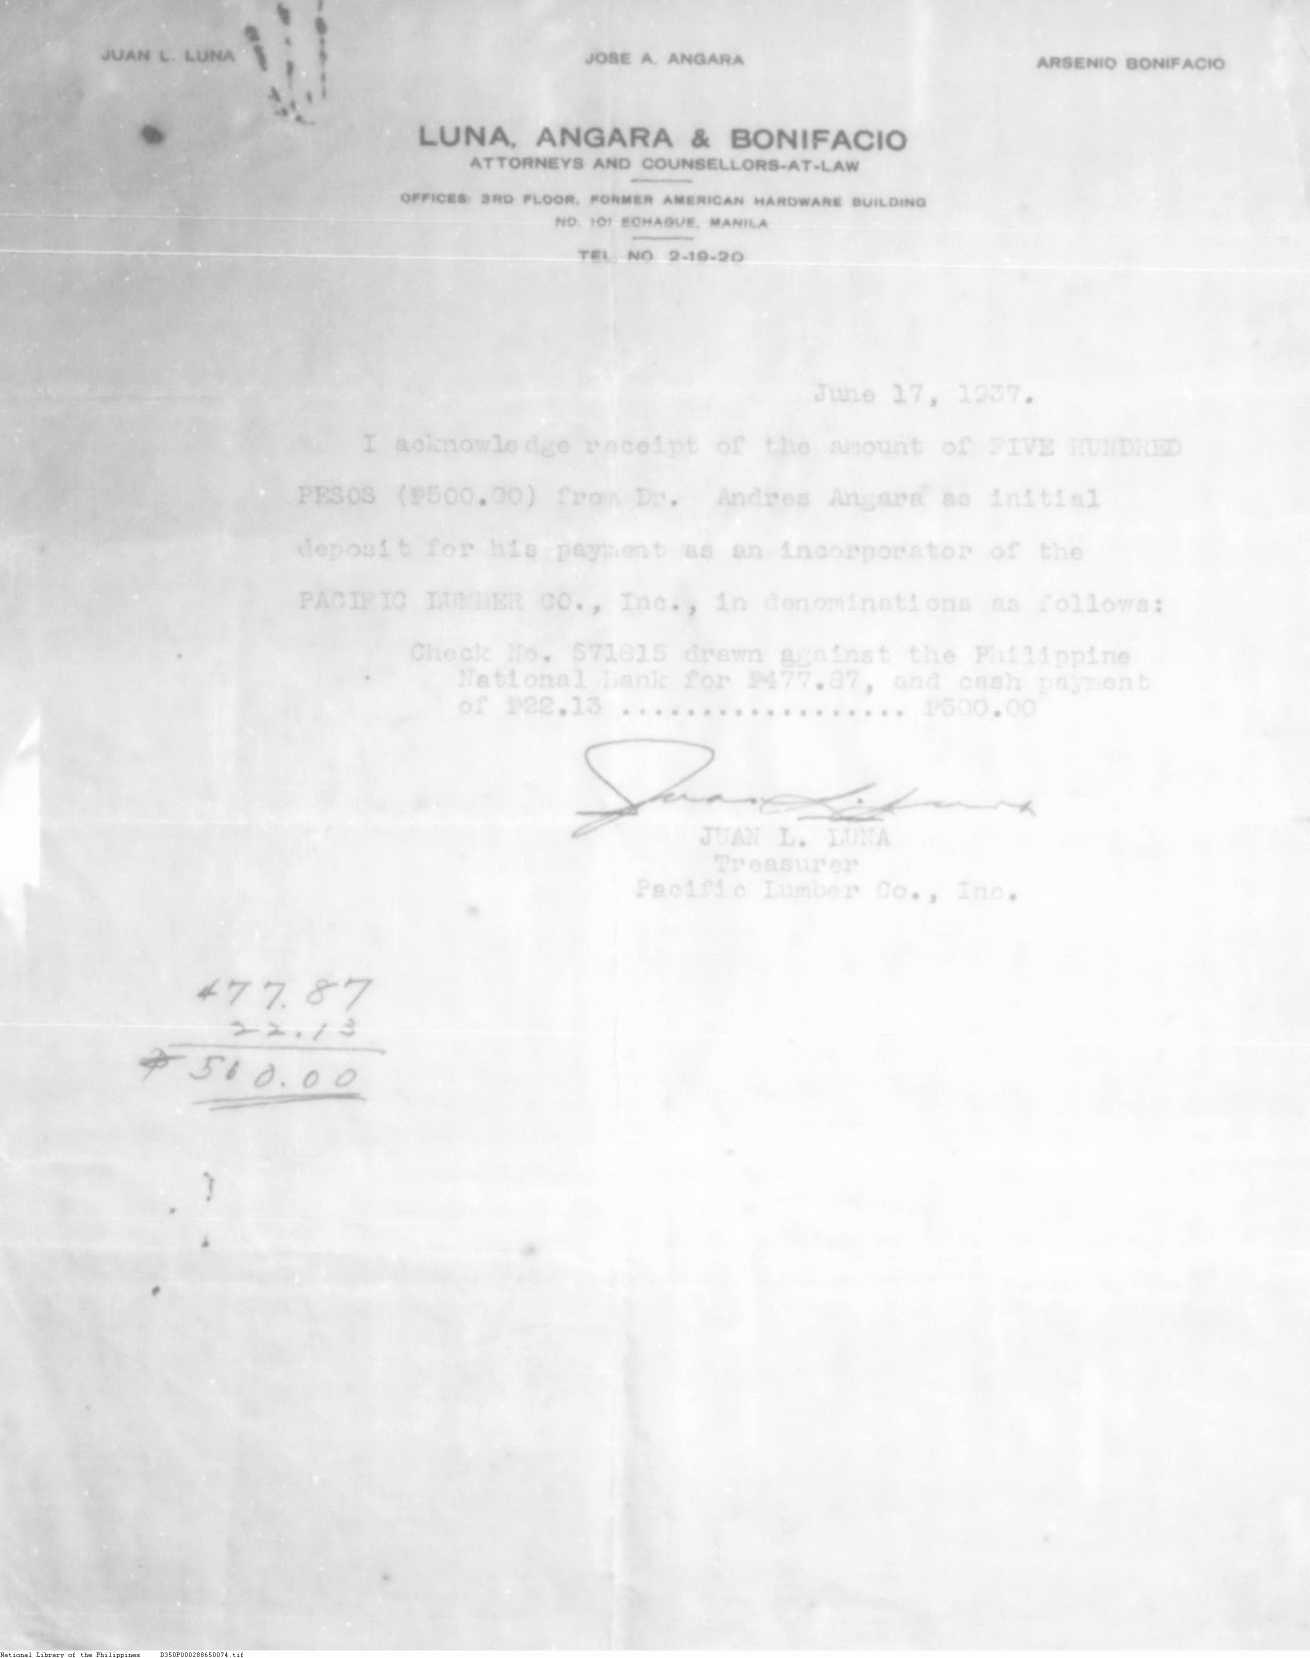 JUAN L. LUNA JOSE A. ANGARA ARSENIO BONIFACIO
LUNA, ANGARA & BONIFACIO
ATTORNEYS AND COUNSELLORS-AT-LAW
OFFICES: 3RD FLOOR, FORMER AMERICAN HARDWARE BUILDING
NO. 101 ECHAGUE, MANILA
TEL. NO. 2-19-20
June 17, 1937.
I acknowledge receipt of the amount of FIVE HUNDRED
PESOS (₱500.00) from Dr. Andres Angara as initial
deposit for his payment as an incorporator of the
PACIFIC LUMBER CO., Inc., in denominations as follows:
Check No. 571815 drawn against the Philippine
National Bank for ₱477.87, and cash payment
of ₱22.13 .................. ₱500.00
Juan L. Luna
JUAN L. LUNA
Treasurer
Pacific Lumber Co., Inc.
477.87
22.13
₱500.00
National Library of the Philippines D350P000288650074.tif